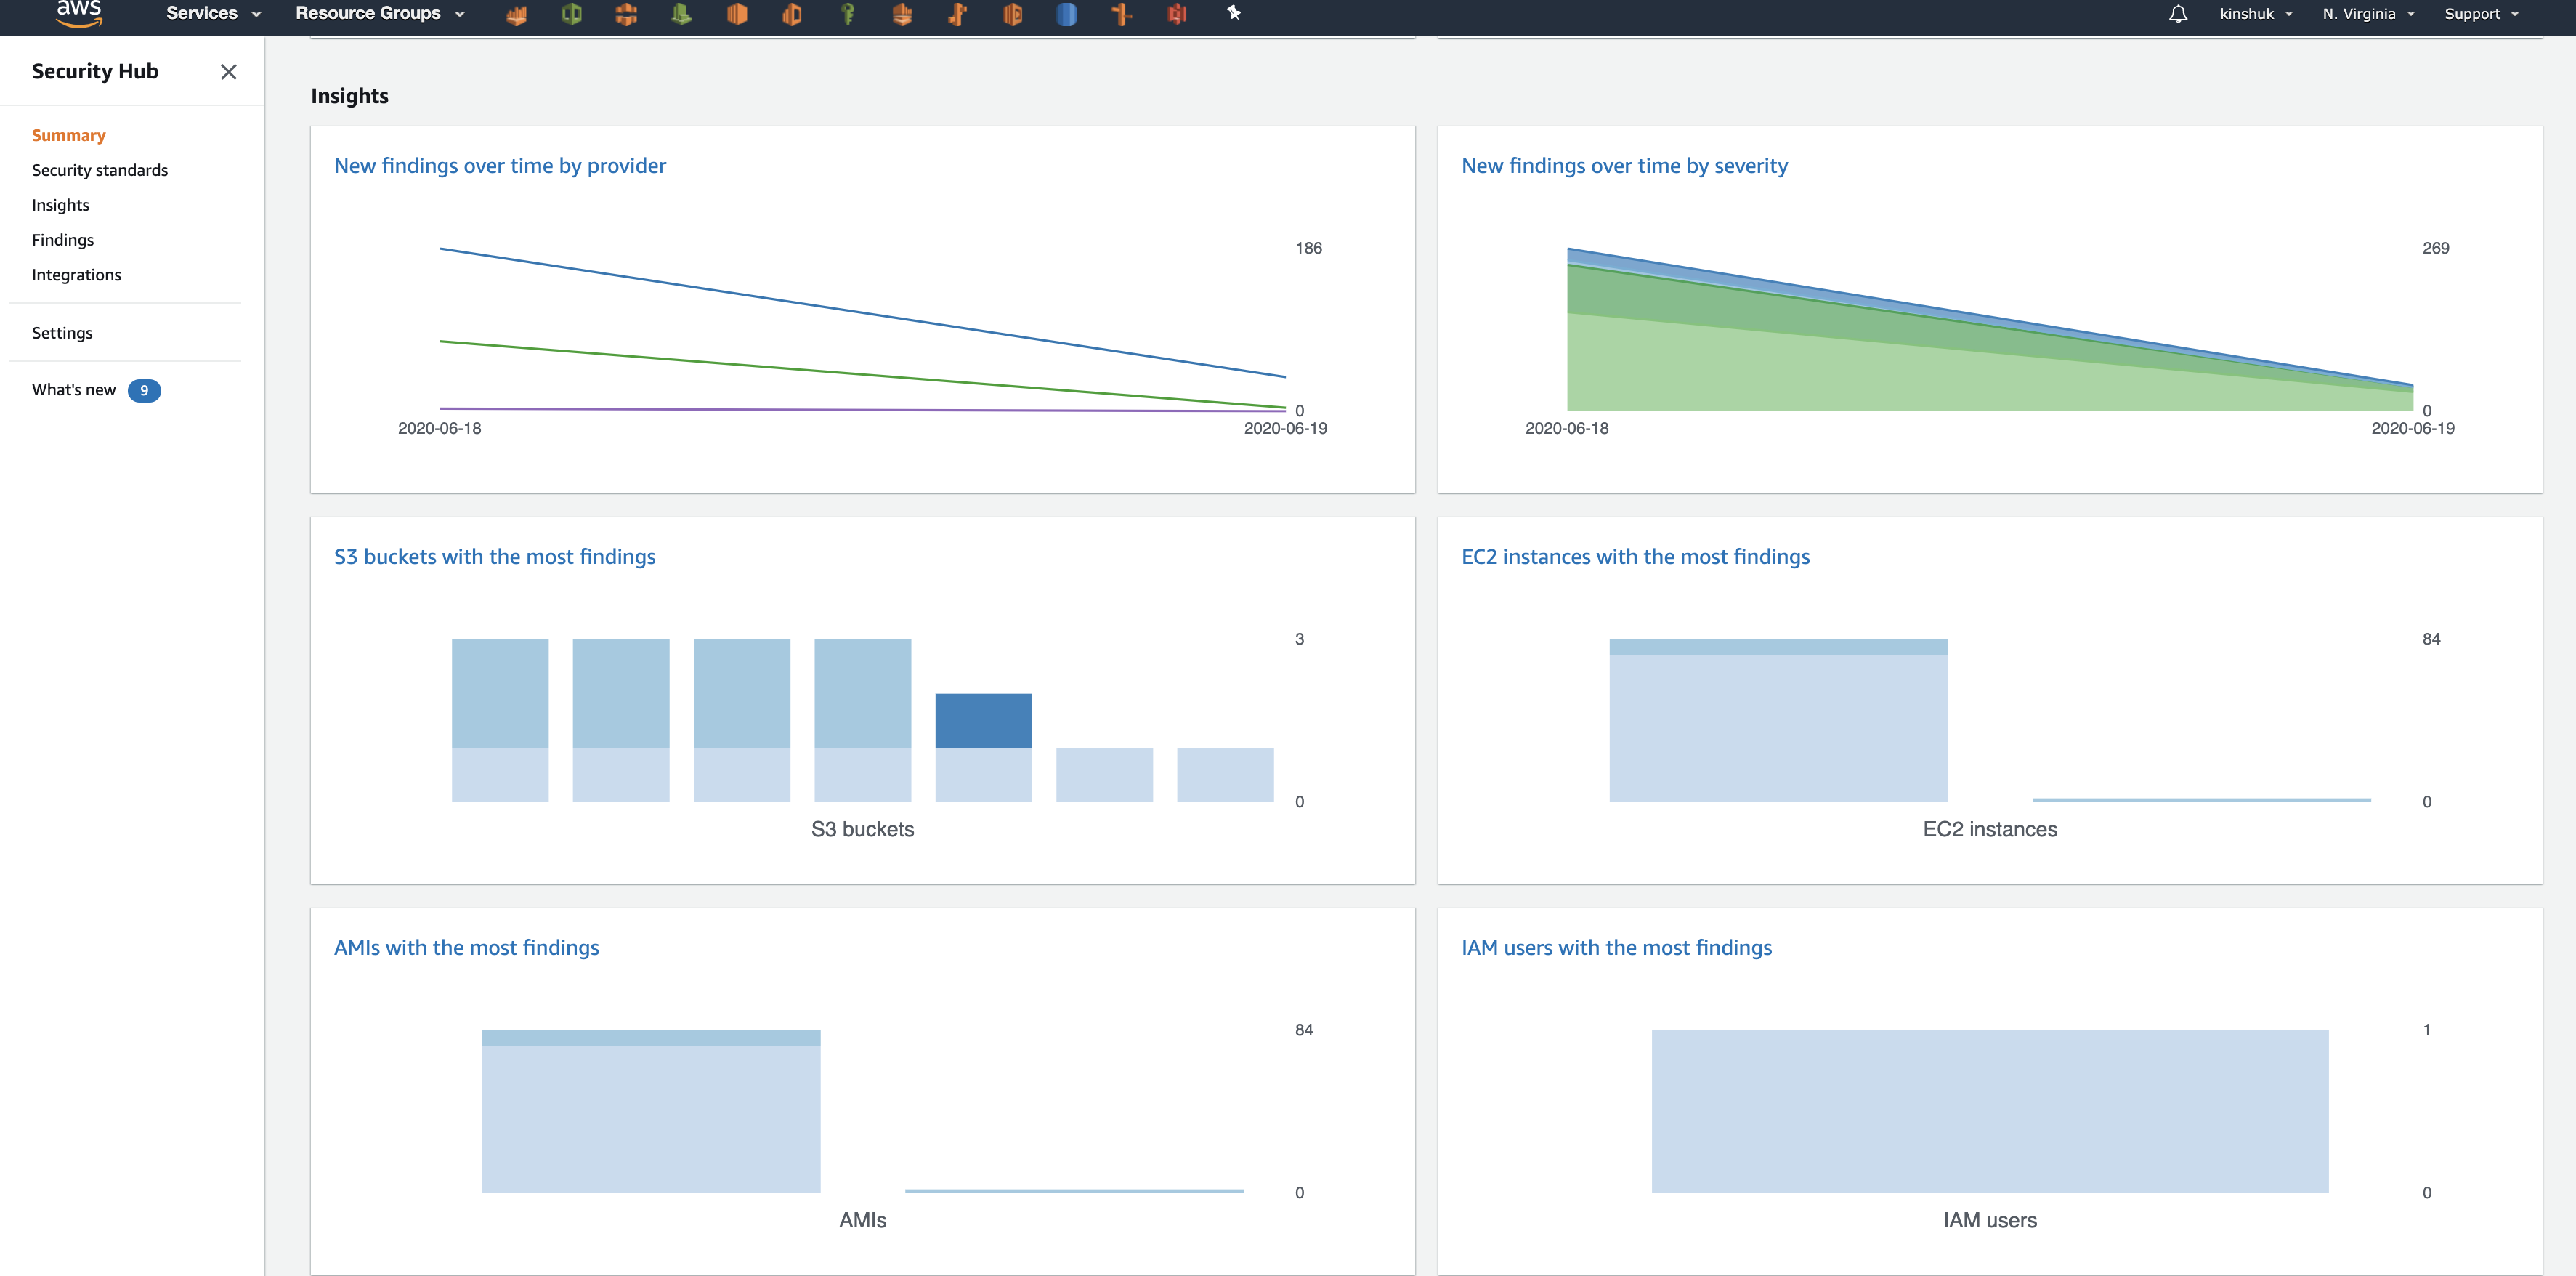 aws
Services
Resource Groups
kinshuk
N. Virginia
Support
Security Hub
Summary
Security standards
Insights
Findings
Integrations
Settings
What's new 9
Insights
New findings over time by provider
186
0
2020-06-18
2020-06-19
New findings over time by severity
269
0
2020-06-18
2020-06-19
S3 buckets with the most findings
3
0
S3 buckets
EC2 instances with the most findings
84
0
EC2 instances
AMIs with the most findings
84
0
AMIs
IAM users with the most findings
1
0
IAM users